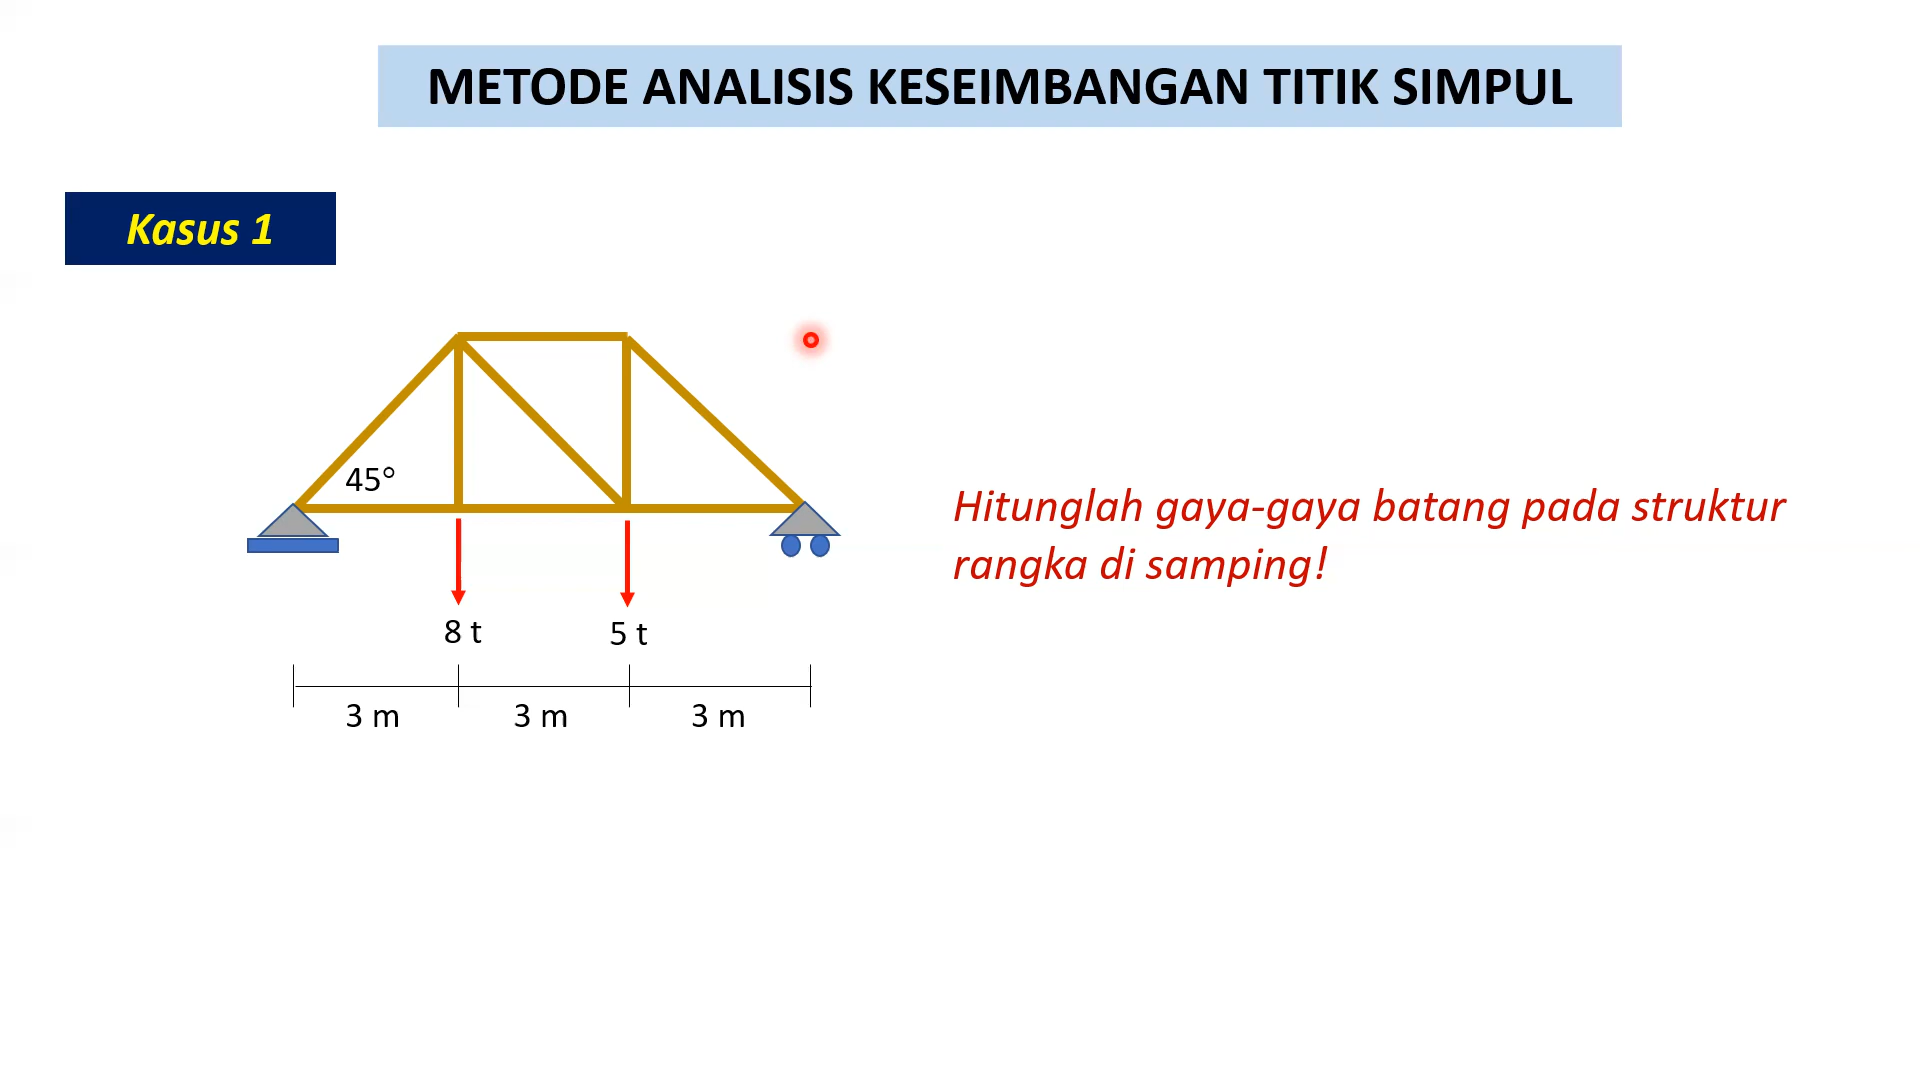 METODE ANALISIS KESEIMBANGAN TITIK SIMPUL
Kasus 1
45°
Hitunglah gaya-gaya batang pada struktur
rangka di samping!
8 t
5 t
3 m
3 m
3 m